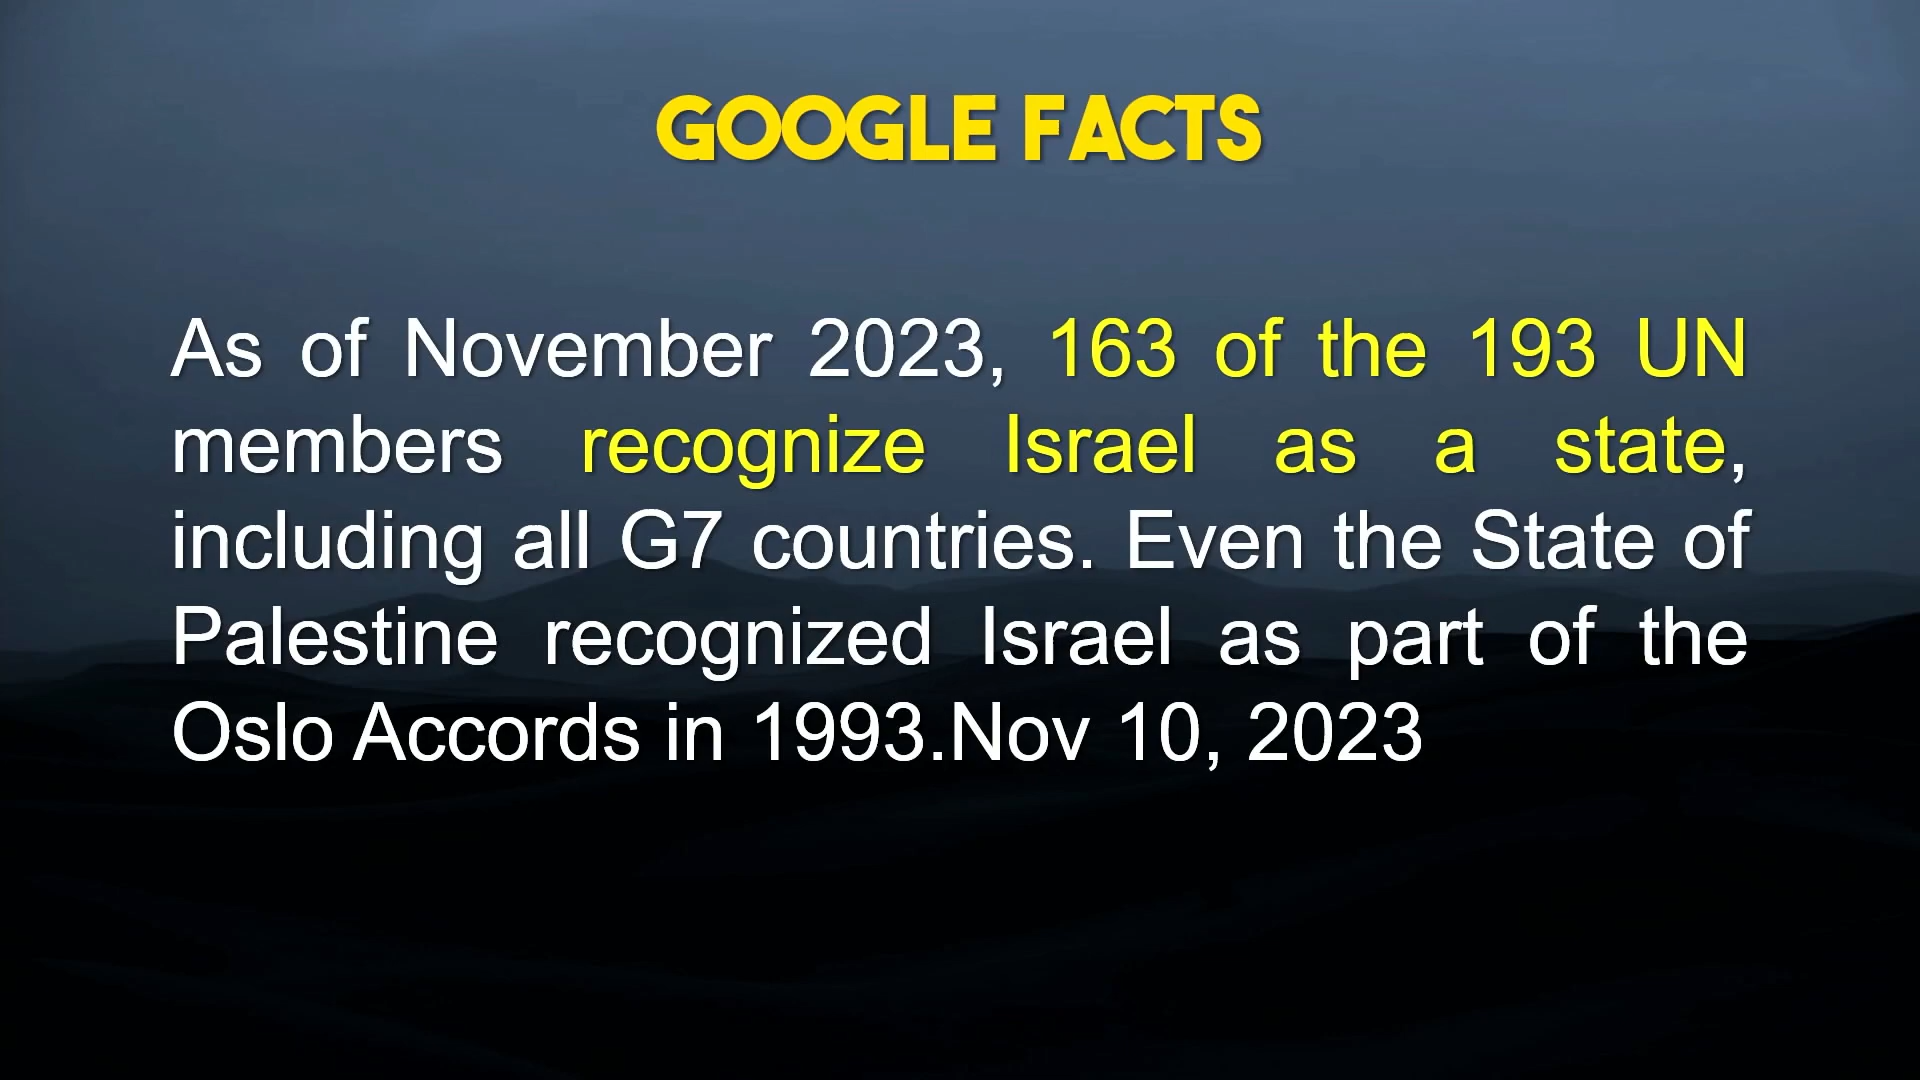 GOOGLE FACTS
As of November 2023, 163 of the 193 UN
members recognize Israel as a state,
including all G7 countries. Even the State of
Palestine recognized Israel as part of the
Oslo Accords in 1993.Nov 10, 2023